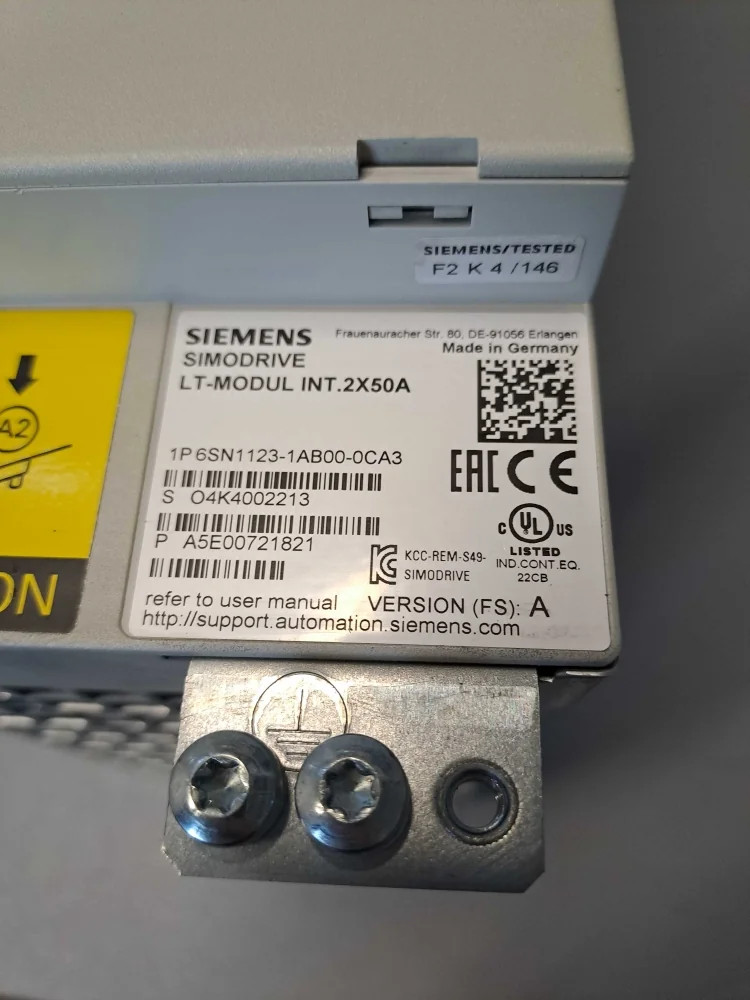 SIEMENS/TESTED
F2 K 4 /146
SIEMENS
Frauenauracher Str. 80, DE-91056 Erlangen
SIMODRIVE
Made in Germany
LT-MODUL INT.2X50A
A2
1P 6SN1123-1AB00-0CA3
EAC CE
S O4K4002213
C UL US
LISTED
IND.CONT.EQ.
22CB
P A5E00721821
KCC-REM-S49-
SIMODRIVE
ON
refer to user manual VERSION (FS): A
http://support.automation.siemens.com